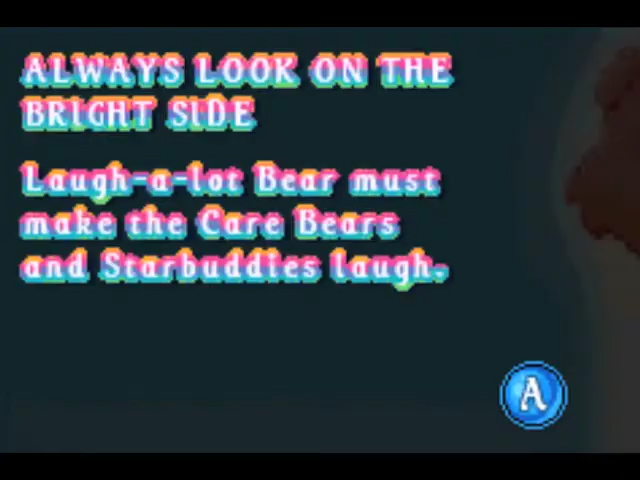 ALWAYS LOOK ON THE
BRIGHT SIDE
Laugh-a-lot Bear must
make the Care Bears
and Starbuddies laugh.
A